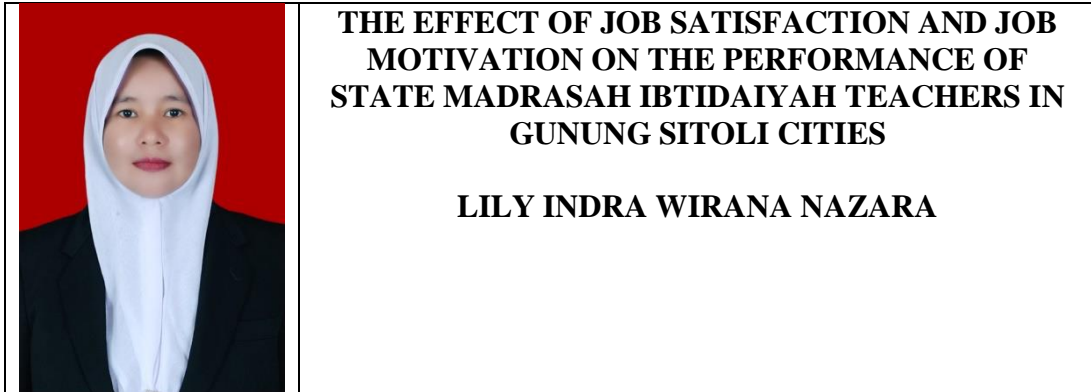 THE EFFECT OF JOB SATISFACTION AND JOB
MOTIVATION ON THE PERFORMANCE OF
STATE MADRASAH IBTIDAIYAH TEACHERS IN
GUNUNG SITOLI CITIES
LILY INDRA WIRANA NAZARA